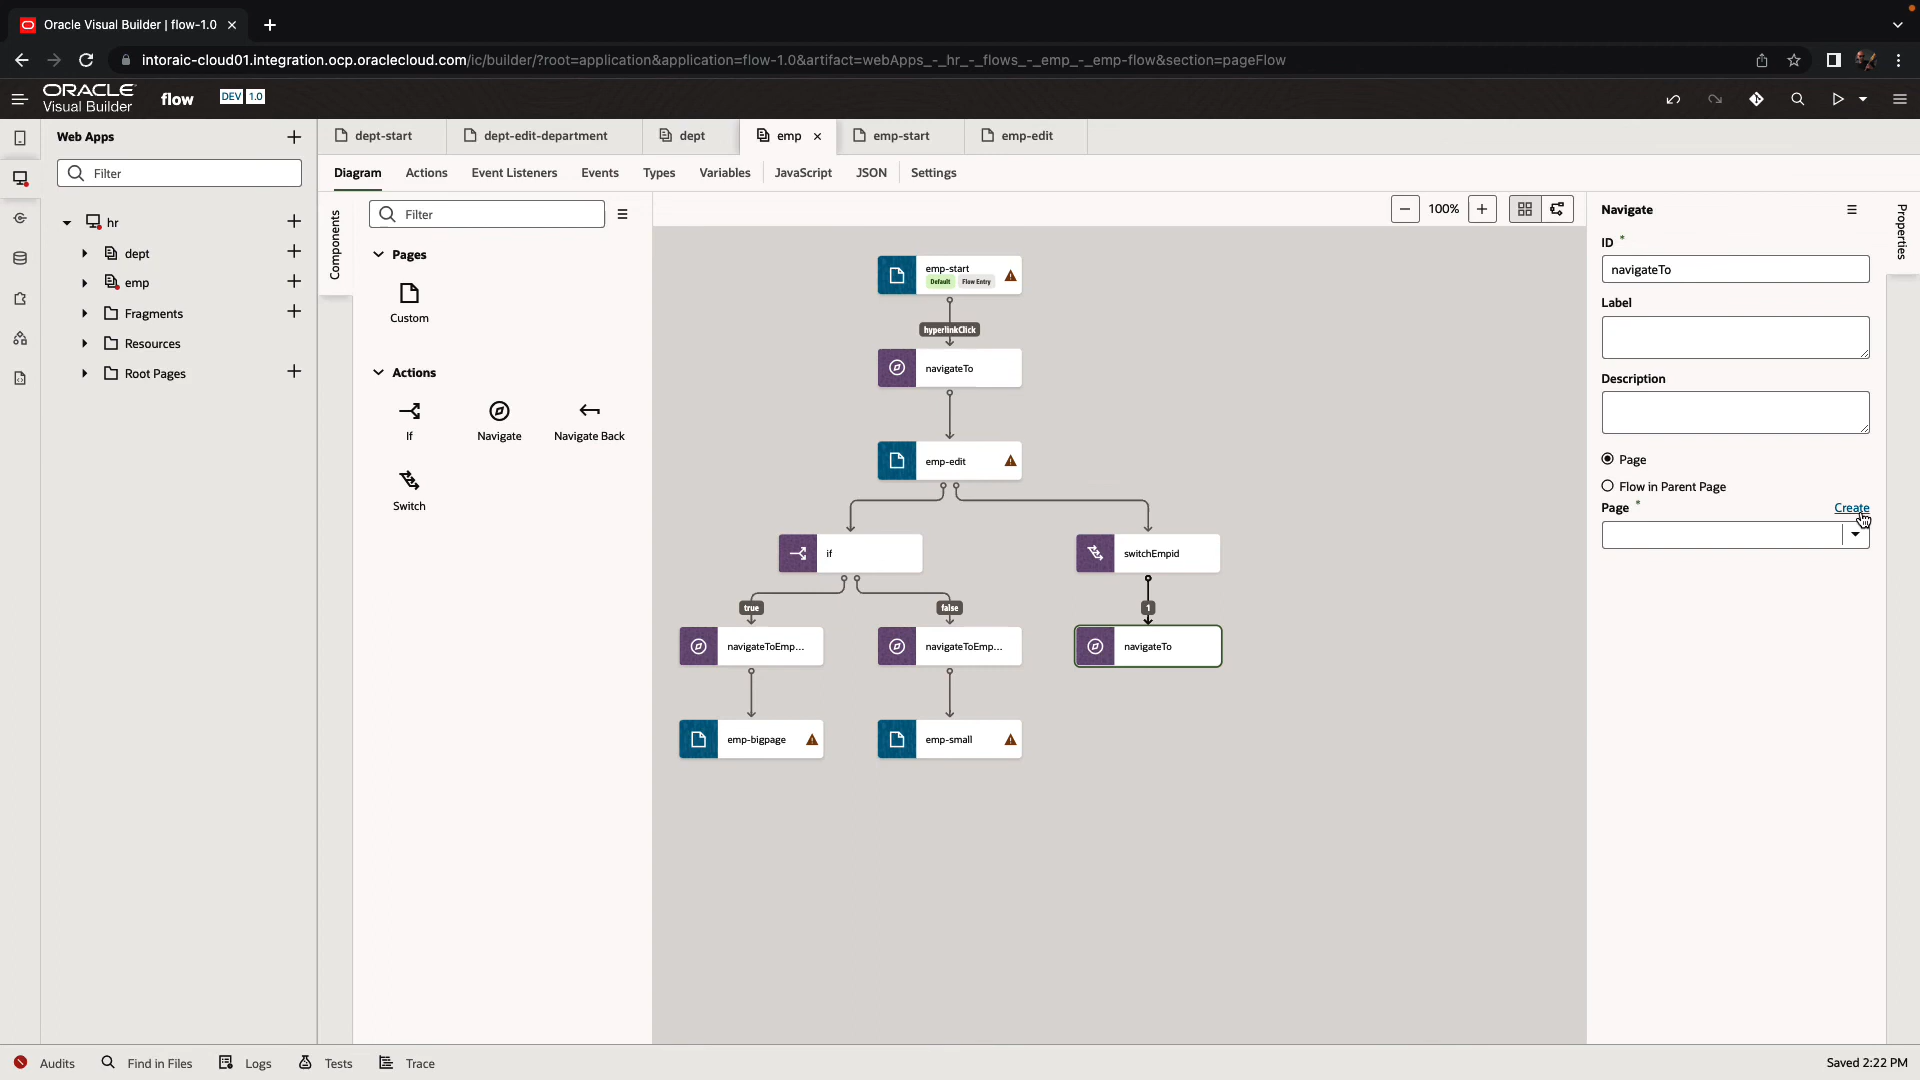 Oracle Visual Builder | flow-1.0
intoraic-cloud01.integration.ocp.oraclecloud.com/ic/builder/?root=application&application=flow-1.0&artifact=webApps_-_hr_-_flows_-_emp_-_emp-flow&section=pageFlow
ORACLE
Visual Builder
flow
DEV 1.0
Web Apps
Filter
hr
dept
emp
Fragments
Resources
Root Pages
dept-start
dept-edit-department
dept
emp
emp-start
emp-edit
Diagram
Actions
Event Listeners
Events
Types
Variables
JavaScript
JSON
Settings
Components
Filter
Pages
Custom
Actions
If
Navigate
Navigate Back
Switch
100%
emp-start
Default
Flow Entry
hyperlinkClick
navigateTo
emp-edit
if
switchEmpid
true
false
1
navigateToEmp...
navigateToEmp...
navigateTo
emp-bigpage
emp-small
Navigate
Properties
ID *
navigateTo
Label
Description
Page
Flow in Parent Page
Page *
Create
Audits
Find in Files
Logs
Tests
Trace
Saved 2:22 PM